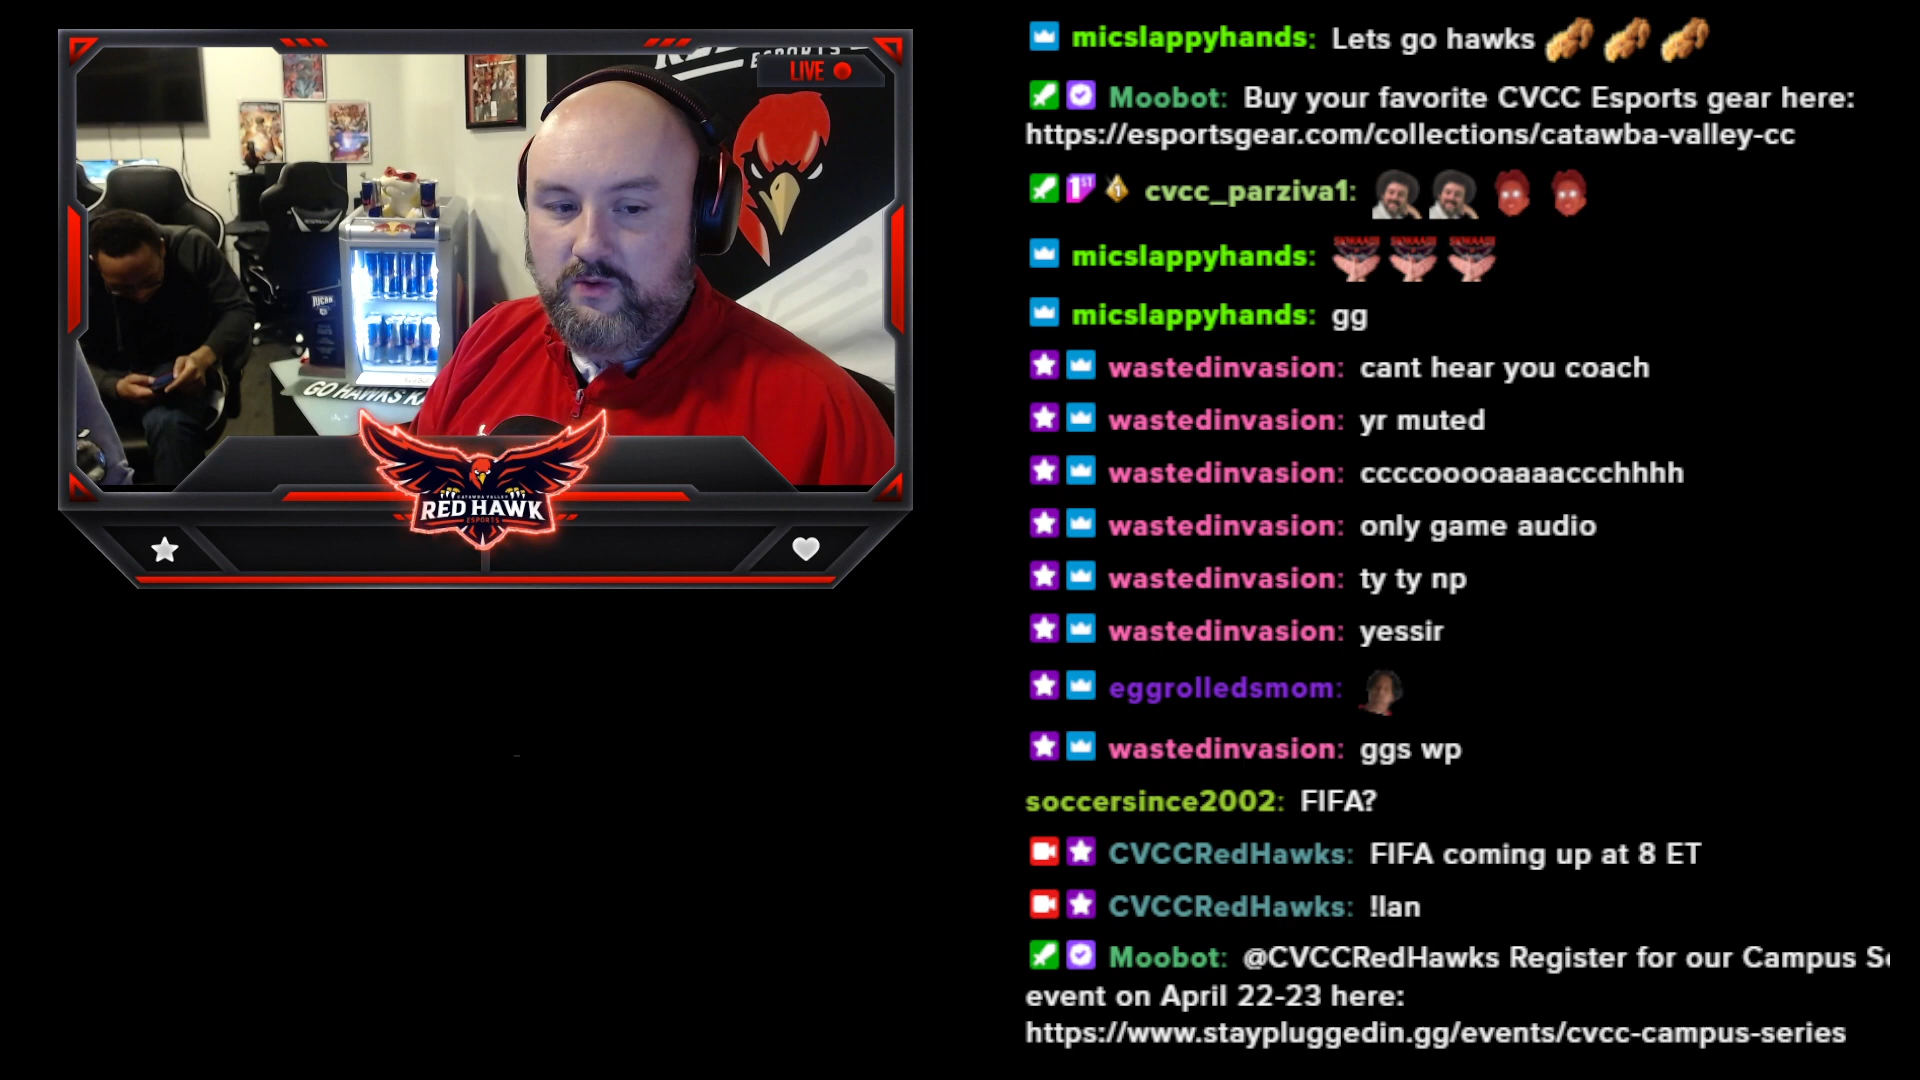 LIVE
GO HAWKS
CATAWBA VALLEY
RED HAWK
ESPORTS
micslappyhands: Lets go hawks
Moobot: Buy your favorite CVCC Esports gear here:
https://esportsgear.com/collections/catawba-valley-cc
cvcc_parziva1:
micslappyhands:
micslappyhands: gg
wastedinvasion: cant hear you coach
wastedinvasion: yr muted
wastedinvasion: ccccooooaaaaccchhhh
wastedinvasion: only game audio
wastedinvasion: ty ty np
wastedinvasion: yessir
eggrolledsmom:
wastedinvasion: ggs wp
soccersince2002: FIFA?
CVCCRedHawks: FIFA coming up at 8 ET
CVCCRedHawks: !lan
Moobot: @CVCCRedHawks Register for our Campus
event on April 22-23 here:
https://www.staypluggedin.gg/events/cvcc-campus-series